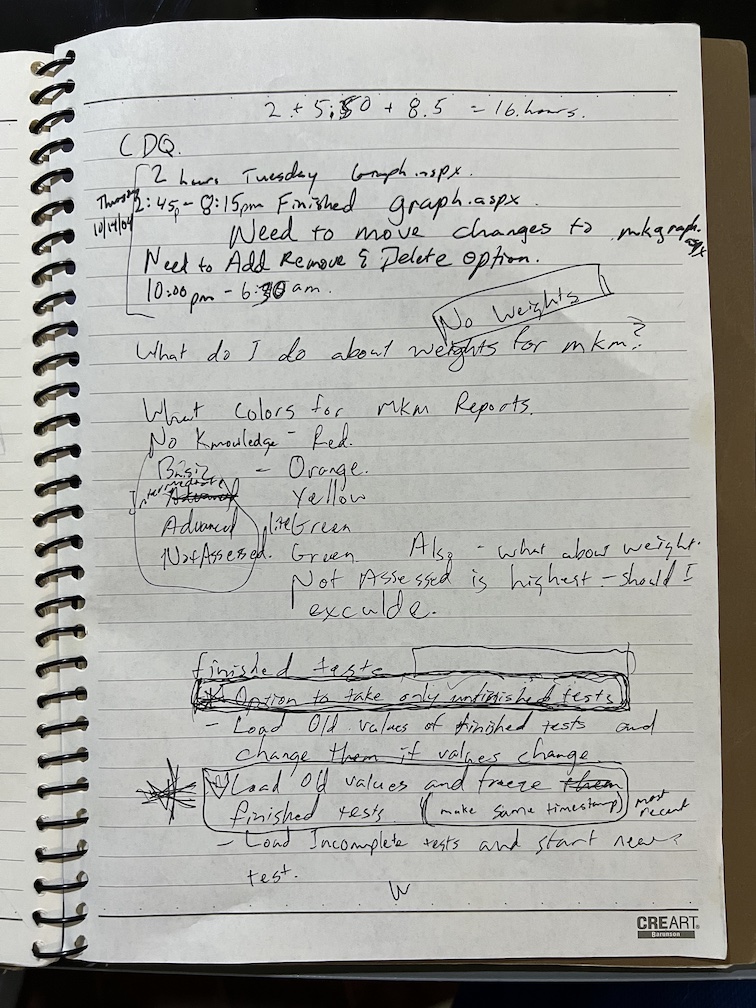 2 + 5:50 + 8.5 = 16 hours.
CDQ.
2 hours Tuesday Graph.aspx.
Thursday 2:45p - 8:15pm Finished graph.aspx.
10/14/04
Need to move changes to mkgraph.aspx
Need to Add Remove & Delete option.
10:00pm - 6:30am.
No Weights
What do I do about weights for mkm?
What Colors for mkm Reports.
No Knowledge - Red.
Basic - Orange.
Intermediate Advanced Yellow
Advanced lite Green
Not Assessed. Green Also - what about weight.
Not Assessed is highest - should I
exculde.
finished tests
Option to take only unfinished tests
- Load Old values of finished tests and
change them if values change
Load Old values and freeze them
finished tests. (make same timestamp) most recent
- Load Incomplete tests and start new
test.
W
CREART
Barunson